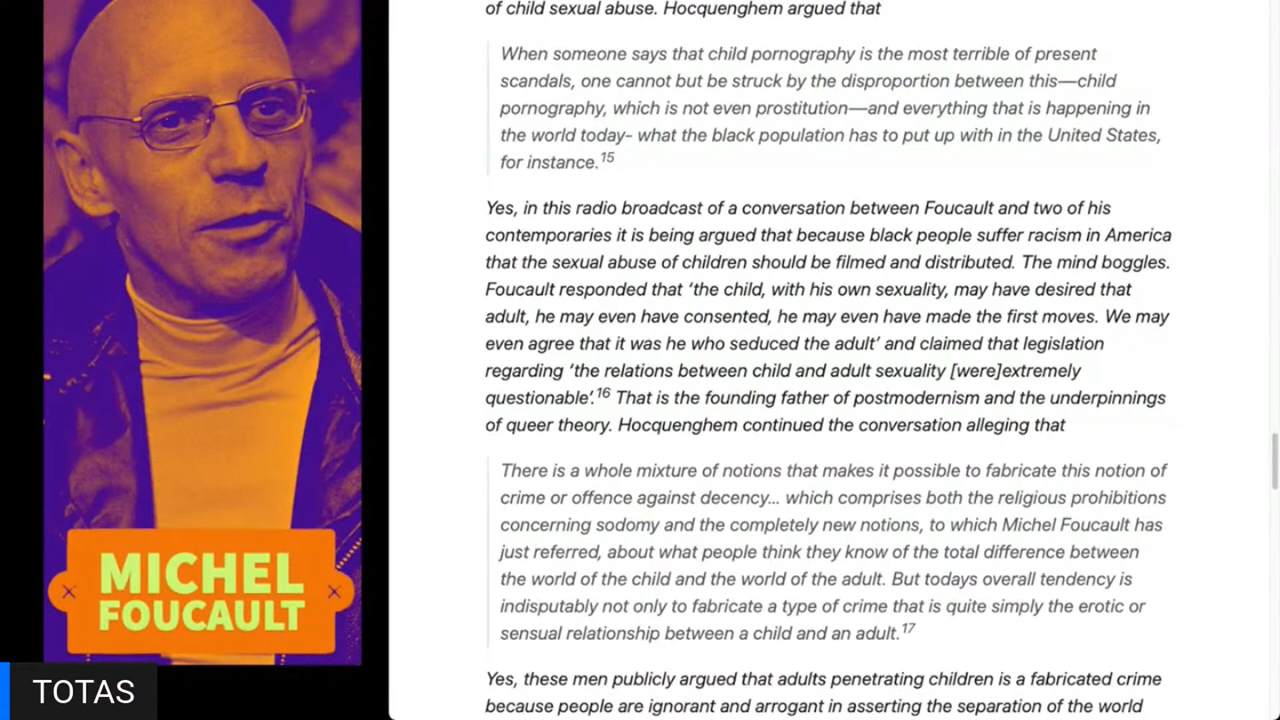 of child sexual abuse. Hocquenghem argued that
When someone says that child pornography is the most terrible of present
scandals, one cannot but be struck by the disproportion between this—child
pornography, which is not even prostitution—and everything that is happening in
the world today- what the black population has to put up with in the United States,
for instance.15
Yes, in this radio broadcast of a conversation between Foucault and two of his
contemporaries it is being argued that because black people suffer racism in America
that the sexual abuse of children should be filmed and distributed. The mind boggles.
Foucault responded that ‘the child, with his own sexuality, may have desired that
adult, he may even have consented, he may even have made the first moves. We may
even agree that it was he who seduced the adult’ and claimed that legislation
regarding ‘the relations between child and adult sexuality [were]extremely
questionable’.16 That is the founding father of postmodernism and the underpinnings
of queer theory. Hocquenghem continued the conversation alleging that
There is a whole mixture of notions that makes it possible to fabricate this notion of
crime or offence against decency… which comprises both the religious prohibitions
concerning sodomy and the completely new notions, to which Michel Foucault has
just referred, about what people think they know of the total difference between
the world of the child and the world of the adult. But todays overall tendency is
indisputably not only to fabricate a type of crime that is quite simply the erotic or
sensual relationship between a child and an adult.17
Yes, these men publicly argued that adults penetrating children is a fabricated crime
because people are ignorant and arrogant in asserting the separation of the world
MICHEL
FOUCAULT
TOTAS